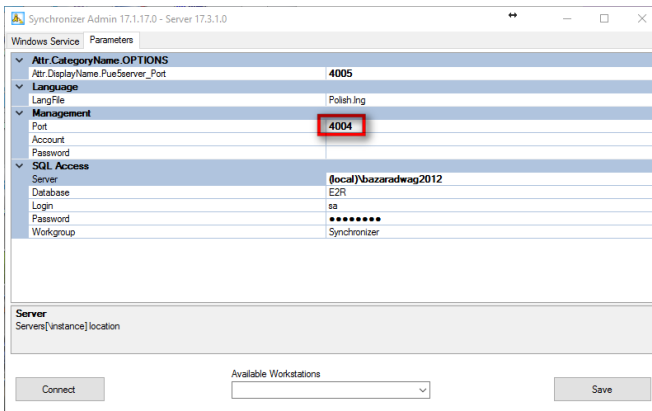 Synchronizer Admin 17.1.17.0 - Server 17.3.1.0
Windows Service Parameters
Attr.CategoryName.OPTIONS
Attr.DisplayName.Pue5server_Port 4005
Language
LangFile Polish.lng
Management
Port 4004
Account
Password
SQL Access
Server (local)\bazaradwag2012
Database E2R
Login sa
Password ●●●●●●●●
Workgroup Synchronizer
Server
Servers[\instance] location
Available Workstations
Connect Save